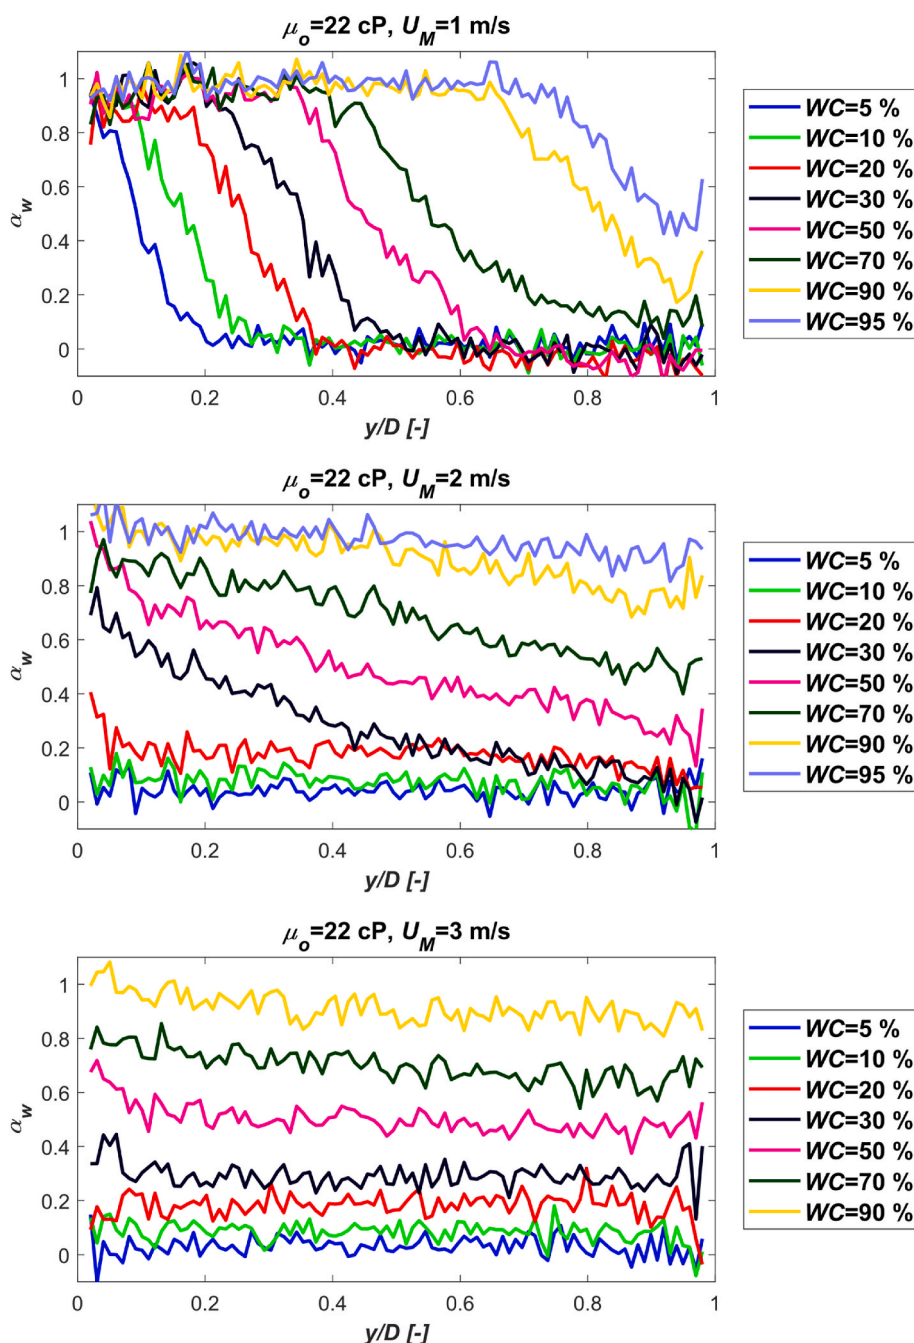 μo=22 cP, UM=1 m/s
αw
1
0.8
0.6
0.4
0.2
0
0 0.2 0.4 0.6 0.8 1
y/D [-]
WC=5 %
WC=10 %
WC=20 %
WC=30 %
WC=50 %
WC=70 %
WC=90 %
WC=95 %
μo=22 cP, UM=2 m/s
αw
1
0.8
0.6
0.4
0.2
0
0 0.2 0.4 0.6 0.8 1
y/D [-]
WC=5 %
WC=10 %
WC=20 %
WC=30 %
WC=50 %
WC=70 %
WC=90 %
WC=95 %
μo=22 cP, UM=3 m/s
αw
1
0.8
0.6
0.4
0.2
0
0 0.2 0.4 0.6 0.8 1
y/D [-]
WC=5 %
WC=10 %
WC=20 %
WC=30 %
WC=50 %
WC=70 %
WC=90 %